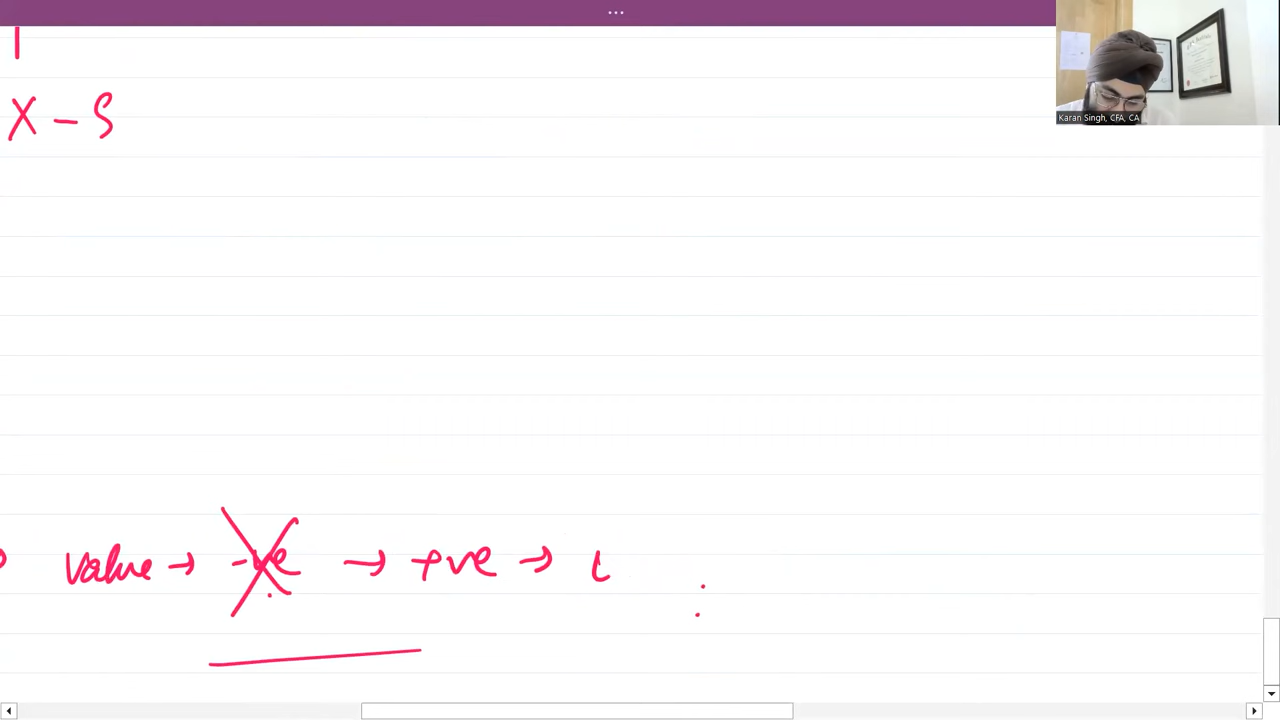 X - S
Karan Singh, CFA, CA
value → -ve → +ve → i